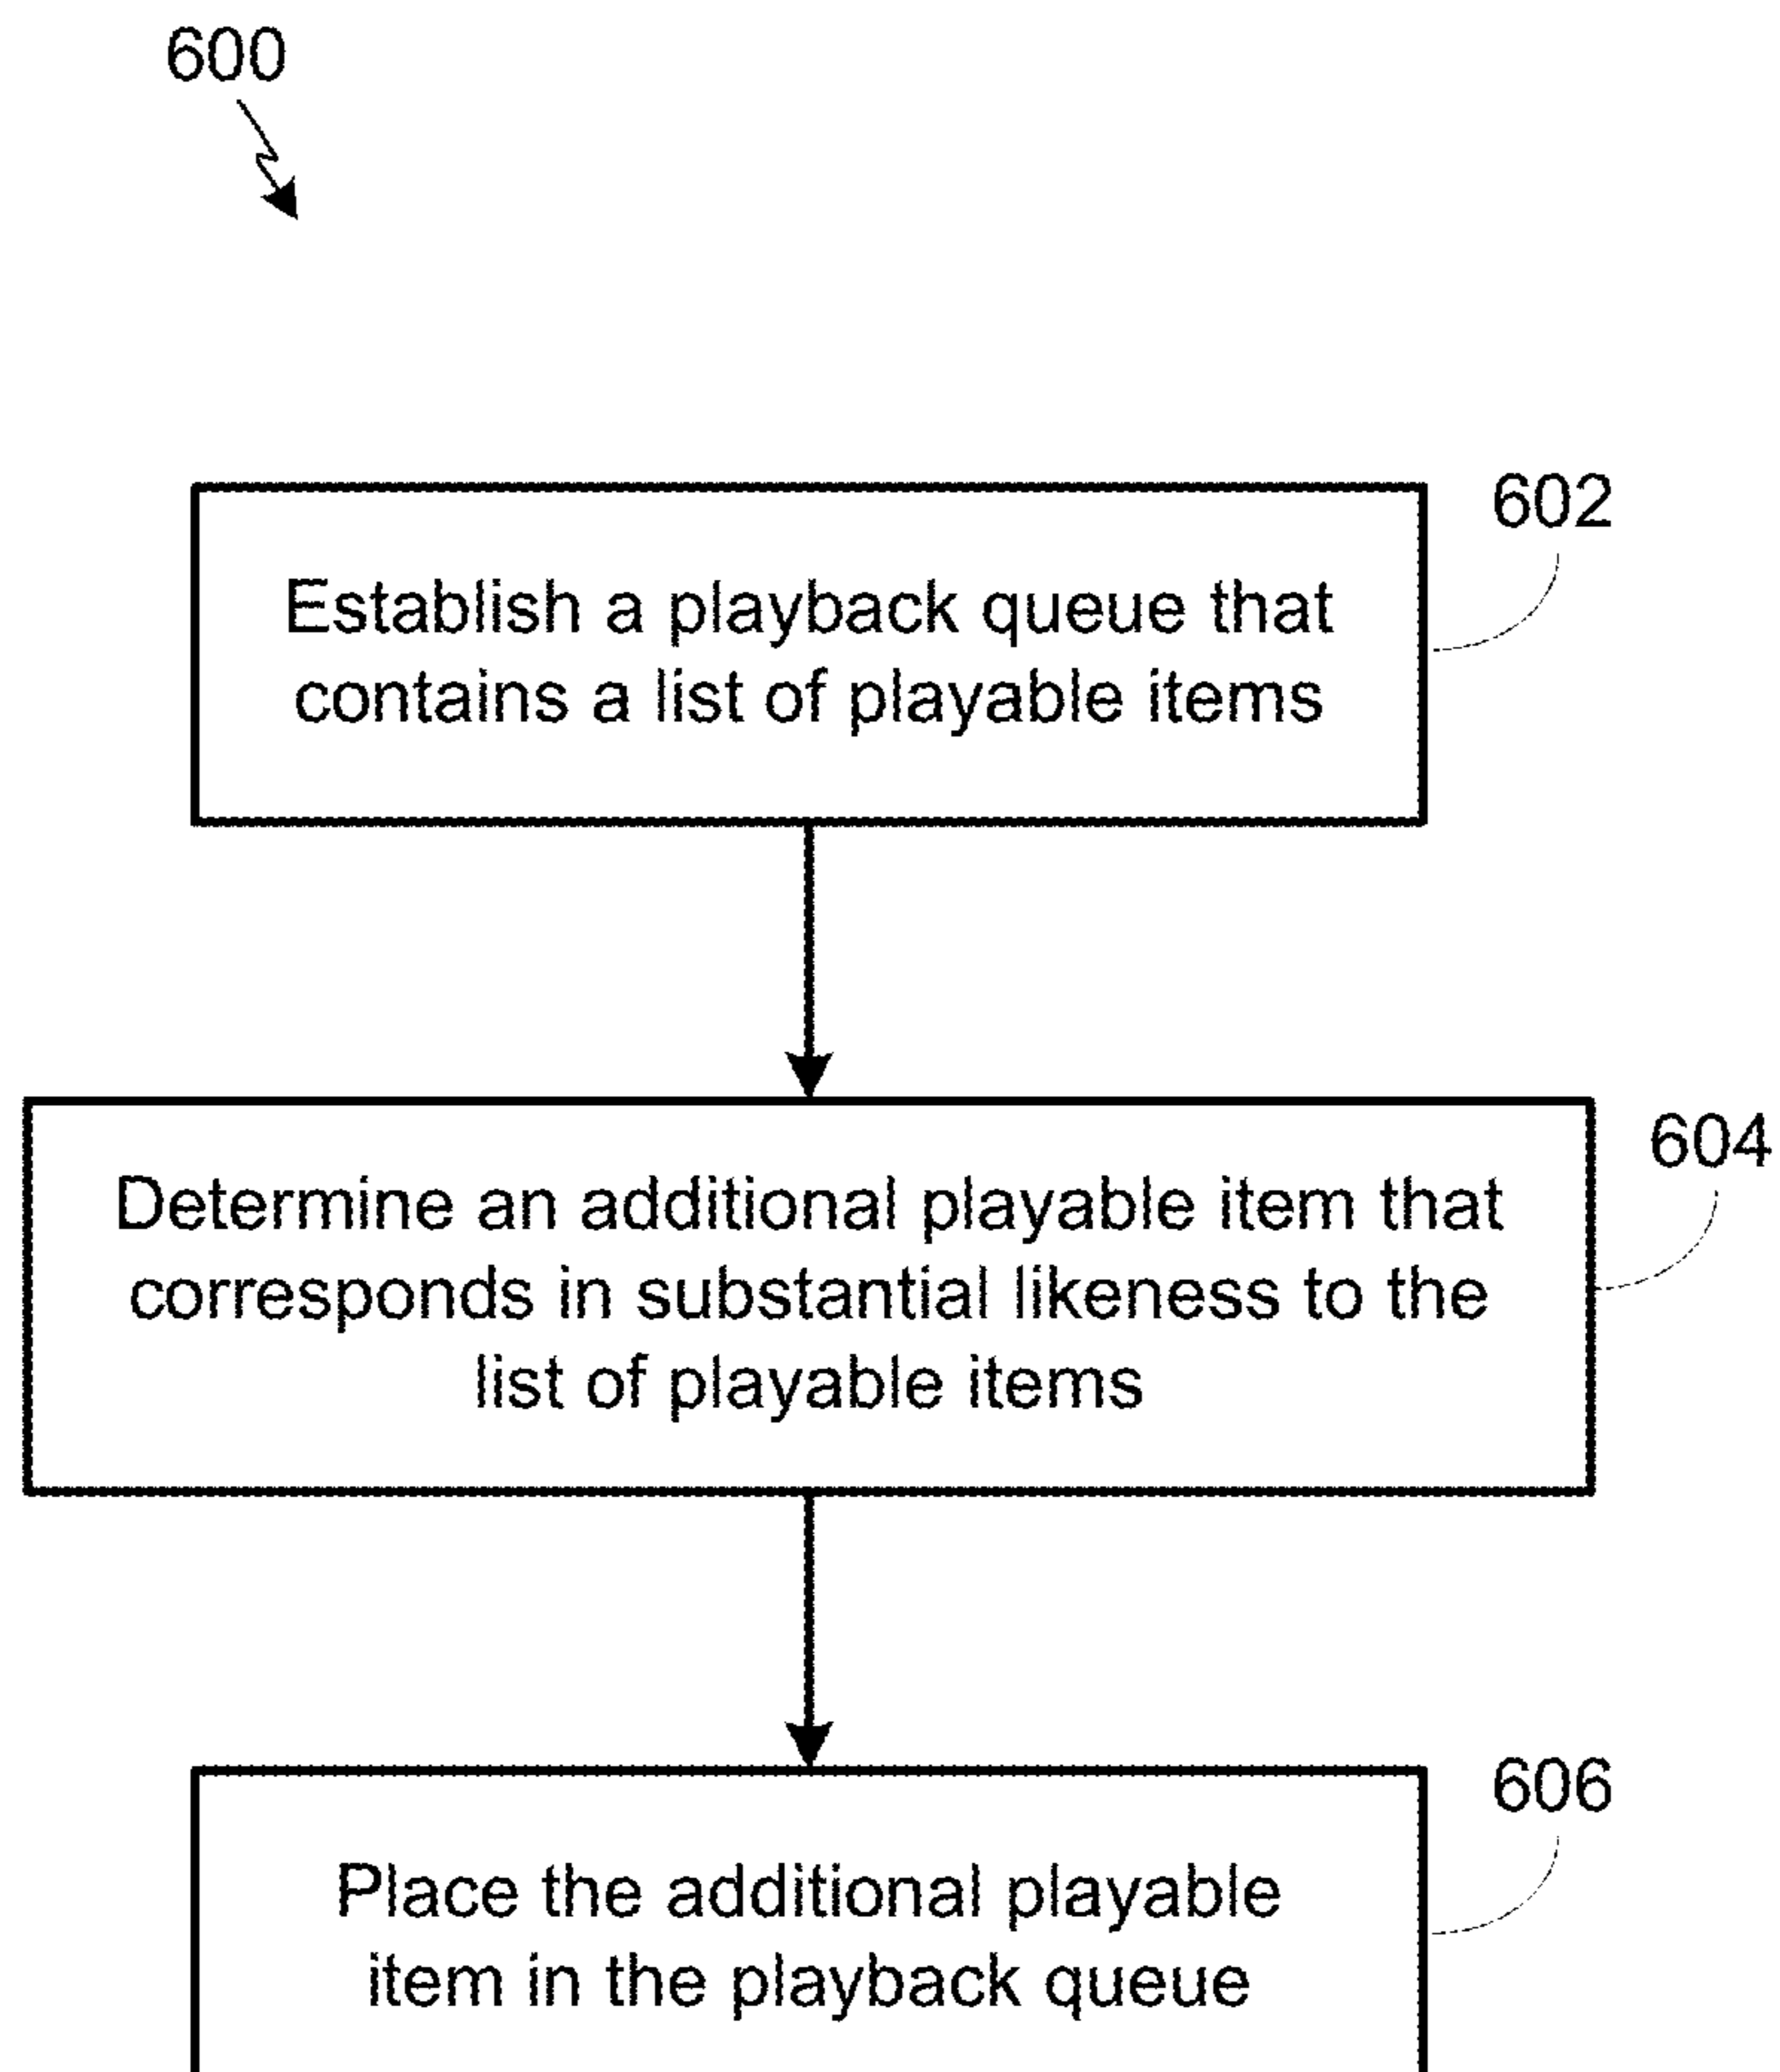 600
602
Establish a playback queue that
contains a list of playable items
604
Determine an additional playable item that
corresponds in substantial likeness to the
list of playable items
606
Place the additional playable
item in the playback queue